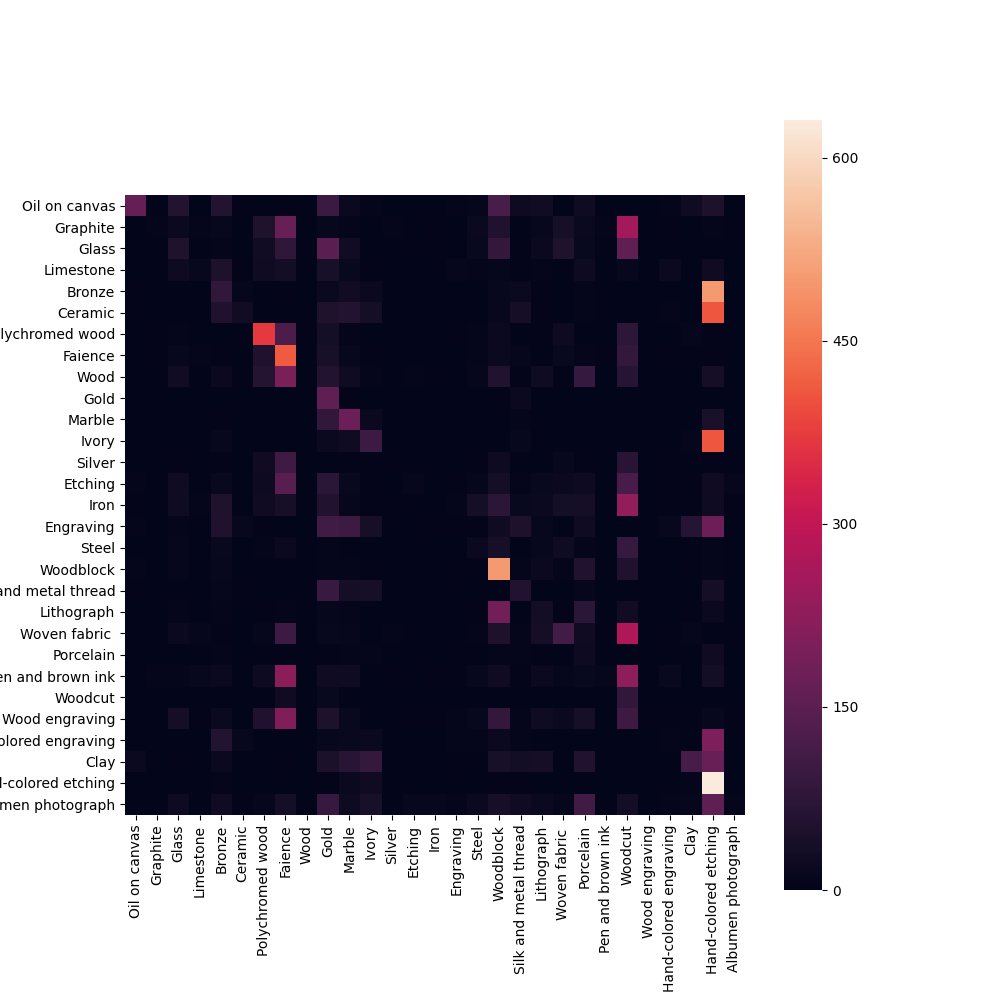 Oil on canvas
Graphite
Glass
Limestone
Bronze
Ceramic
lychromed wood
Faience
Wood
Gold
Marble
Ivory
Silver
Etching
Iron
Engraving
Steel
Woodblock
and metal thread
Lithograph
Woven fabric
Porcelain
en and brown ink
Woodcut
Wood engraving
colored engraving
Clay
l-colored etching
men photograph
Oil on canvas
Graphite
Glass
Limestone
Bronze
Ceramic
Polychromed wood
Faience
Wood
Gold
Marble
Ivory
Silver
Etching
Iron
Engraving
Steel
Woodblock
Silk and metal thread
Lithograph
Woven fabric
Porcelain
Pen and brown ink
Woodcut
Wood engraving
Hand-colored engraving
Clay
Hand-colored etching
Albumen photograph
600
450
300
150
0